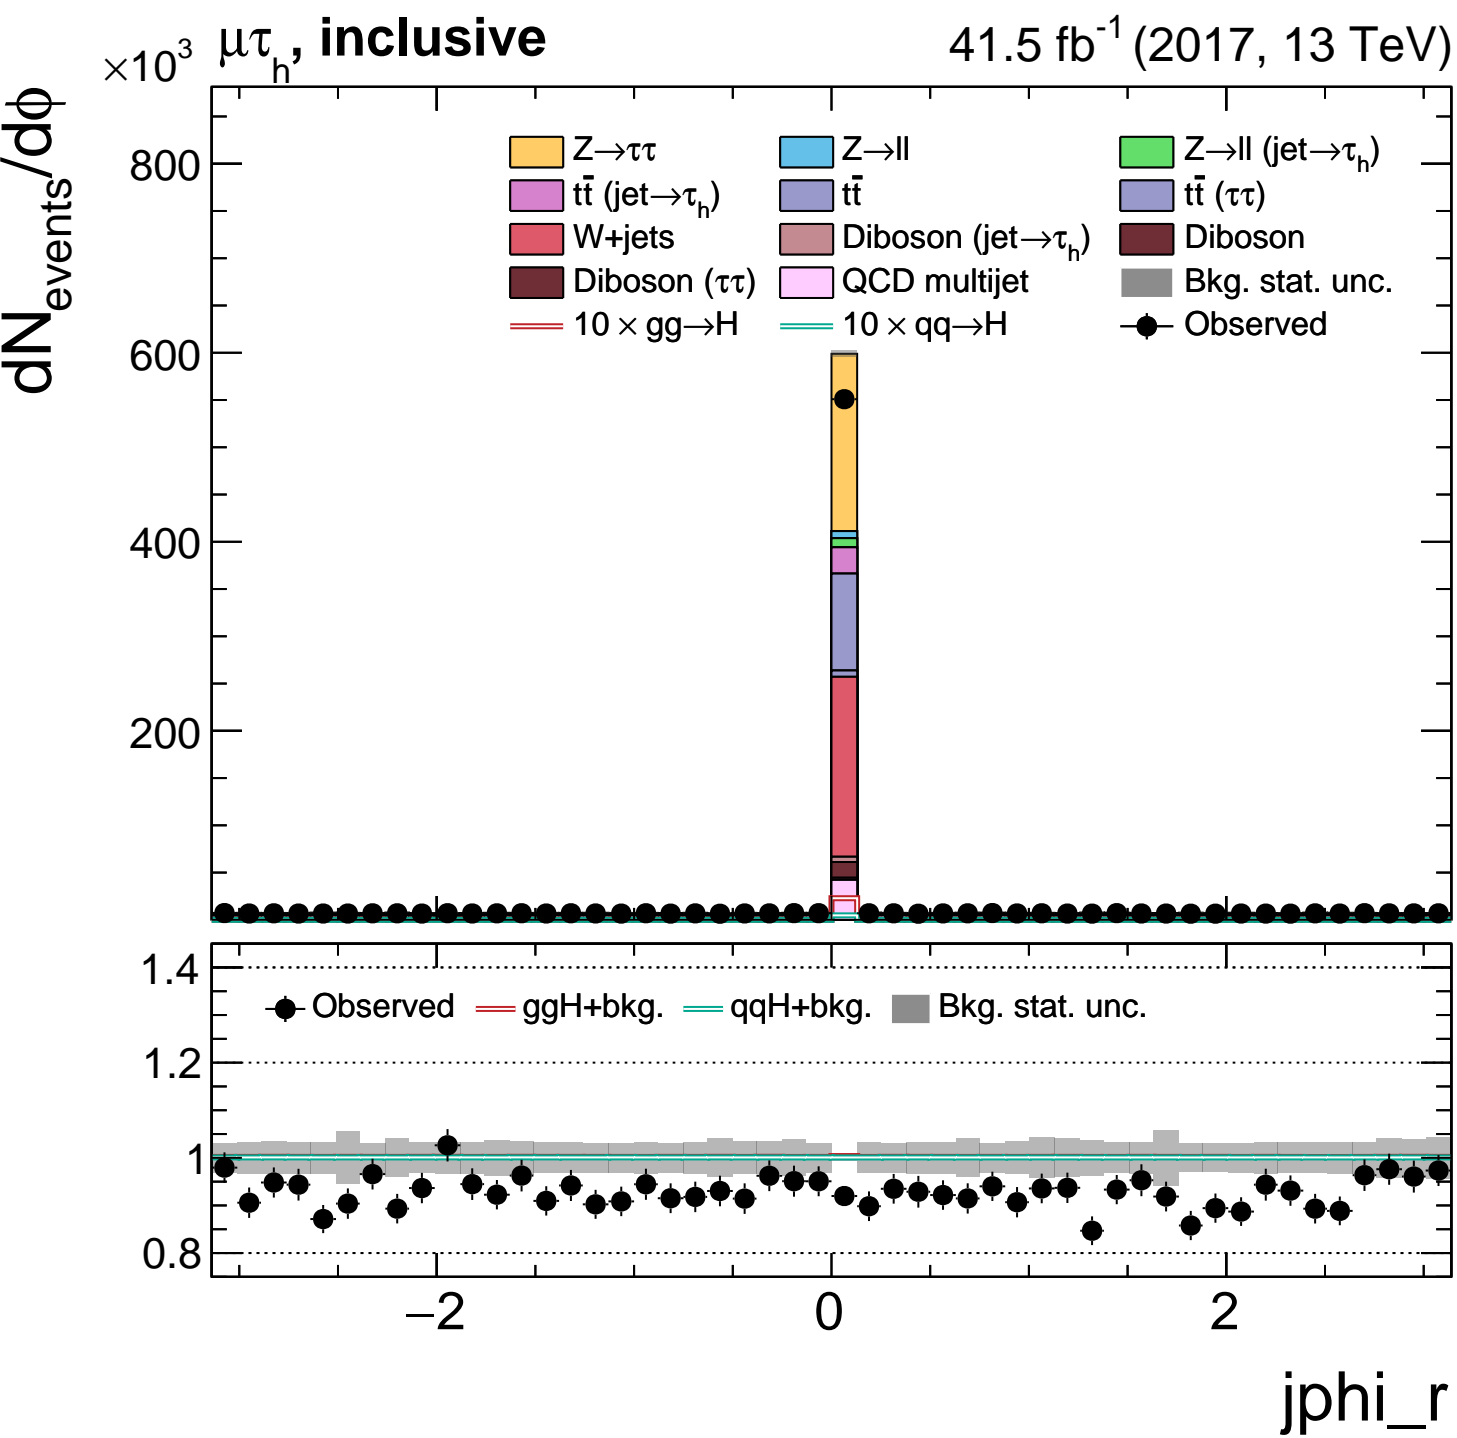 ×10³ μτₕ, inclusive 41.5 fb⁻¹ (2017, 13 TeV)
dN_events/dϕ
800
600
400
200
Z→ττ Z→ll Z→ll (jet→τₕ)
tt̄ (jet→τₕ) tt̄ tt̄ (ττ)
W+jets Diboson (jet→τₕ) Diboson
Diboson (ττ) QCD multijet Bkg. stat. unc.
10 × gg→H 10 × qq→H Observed
1.4
1.2
1
0.8
Observed ggH+bkg. qqH+bkg. Bkg. stat. unc.
−2 0 2
jphi_r